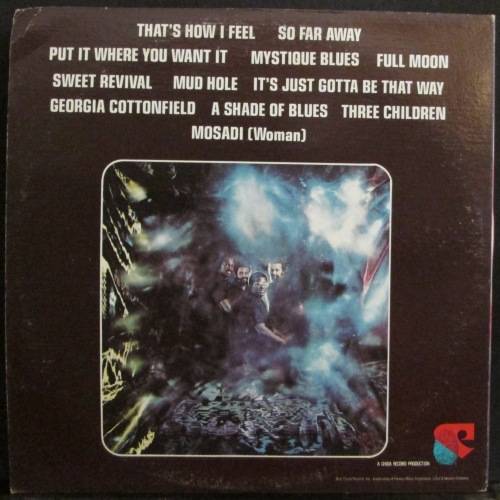 THAT'S HOW I FEEL SO FAR AWAY
PUT IT WHERE YOU WANT IT MYSTIQUE BLUES FULL MOON
SWEET REVIVAL MUD HOLE IT'S JUST GOTTA BE THAT WAY
GEORGIA COTTONFIELD A SHADE OF BLUES THREE CHILDREN
MOSADI (Woman)
A CHISA RECORD PRODUCTION